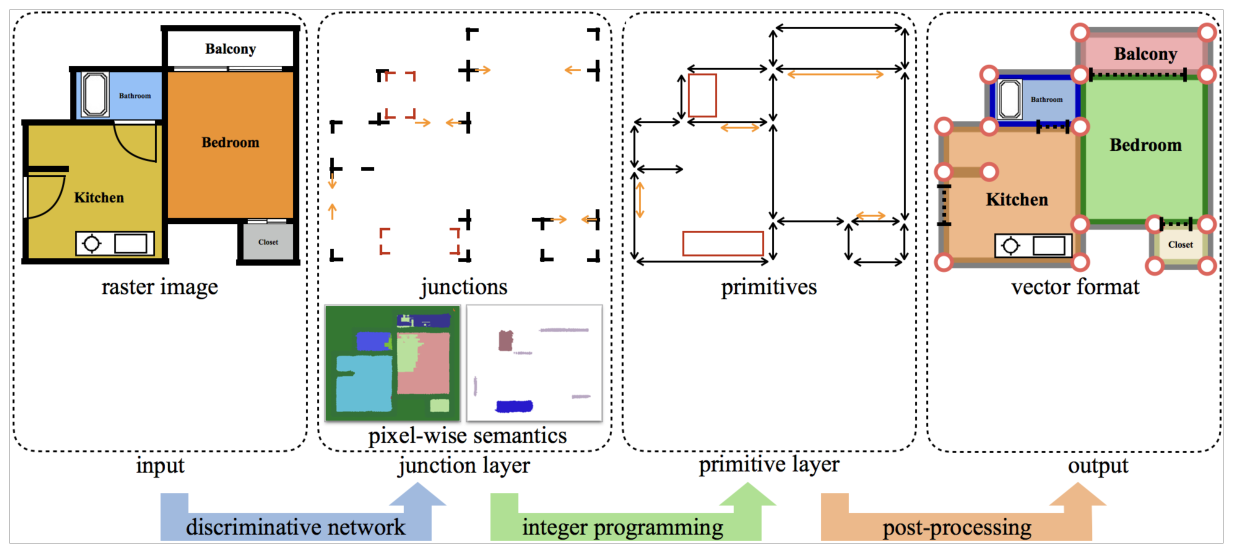 Balcony
Bathroom
Bedroom
Kitchen
Closet
raster image
input
junctions
pixel-wise semantics
junction layer
primitives
primitive layer
Balcony
Bathroom
Bedroom
Kitchen
Closet
vector format
output
discriminative network
integer programming
post-processing